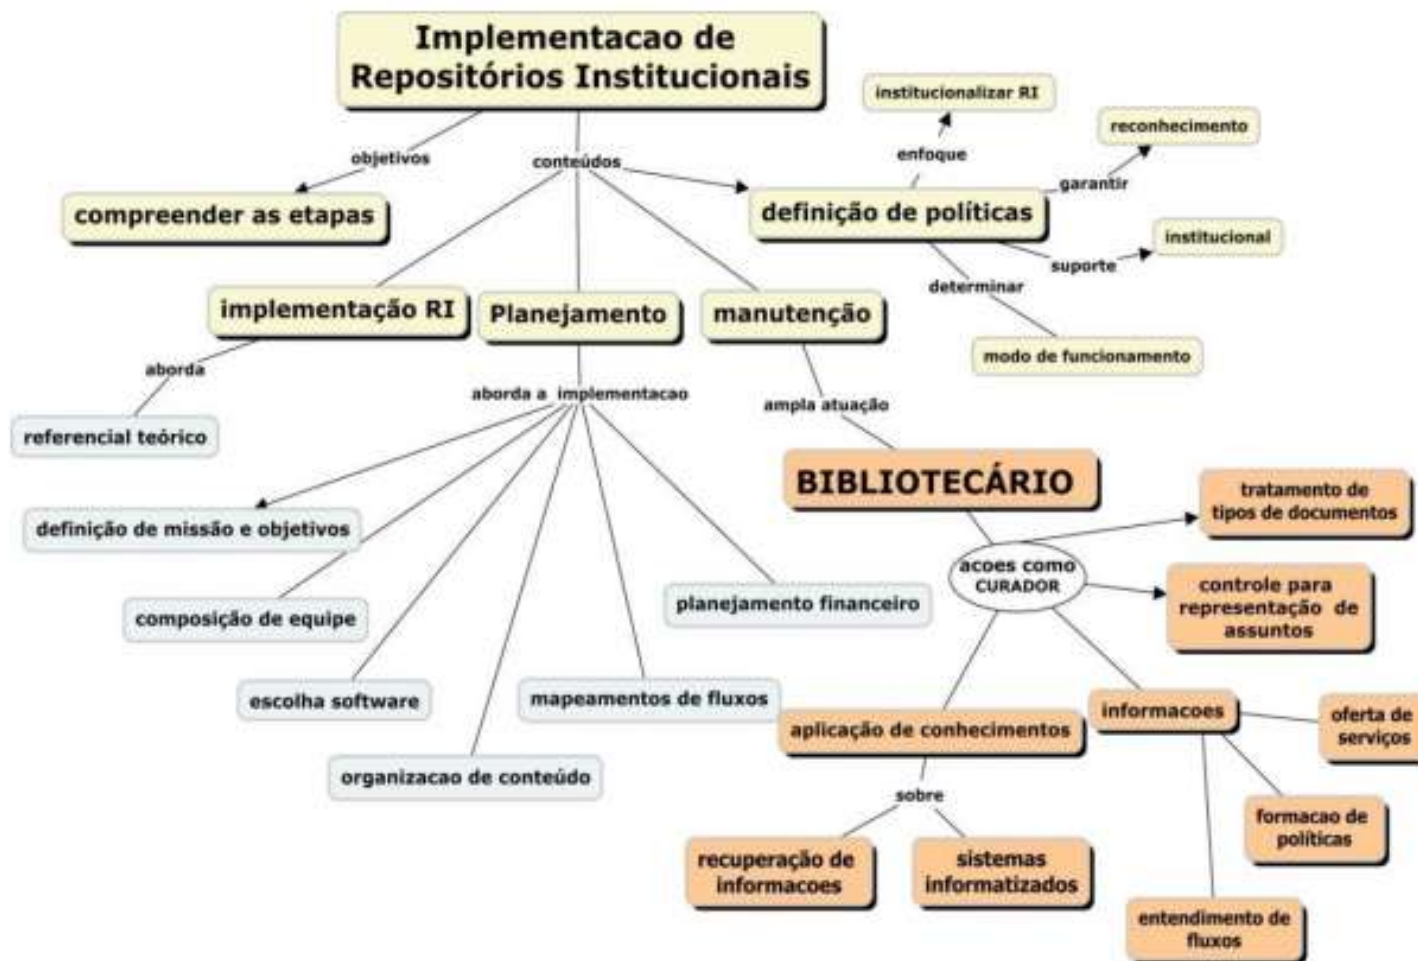 Implementacao de
Repositórios Institucionais
institucionalizar RI
reconhecimento
objetivos
conteúdos
enfoque
garantir
compreender as etapas
definição de políticas
institucional
suporte
determinar
implementação RI
Planejamento
manutenção
modo de funcionamento
aborda
aborda a implementacao
ampla atuação
referencial teórico
BIBLIOTECÁRIO
tratamento de
tipos de documentos
definição de missão e objetivos
acoes como
CURADOR
controle para
representação de
assuntos
composição de equipe
planejamento financeiro
escolha software
mapeamentos de fluxos
aplicação de conhecimentos
informacoes
oferta de
serviços
organizacao de conteúdo
sobre
formacao de
políticas
recuperação de
informacoes
sistemas
informatizados
entendimento de
fluxos